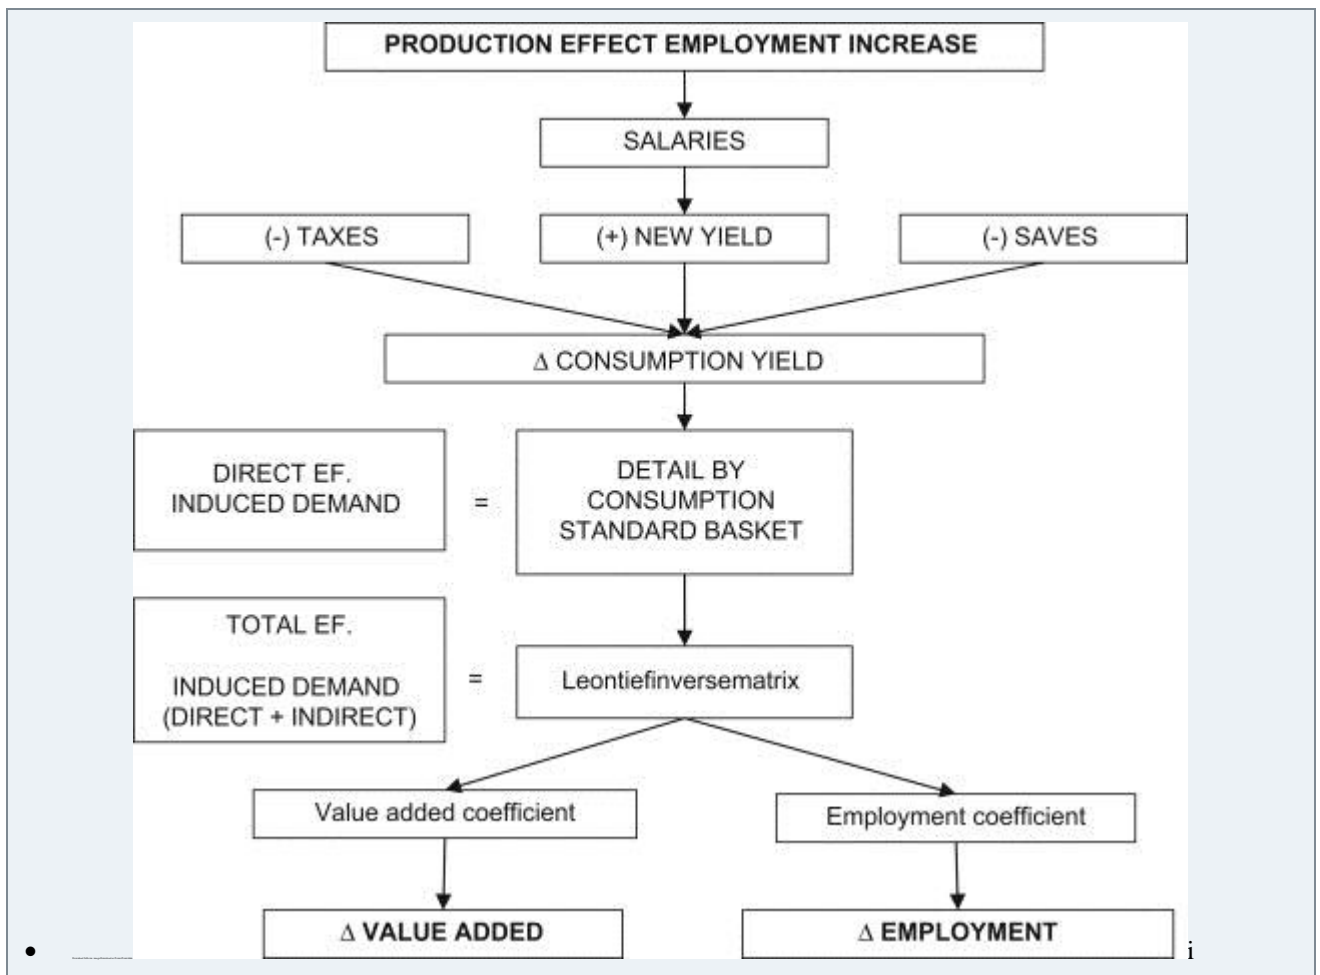 PRODUCTION EFFECT EMPLOYMENT INCREASE
SALARIES
(-) TAXES
(+) NEW YIELD
(-) SAVES
Δ CONSUMPTION YIELD
DIRECT EF.
INDUCED DEMAND
=
DETAIL BY
CONSUMPTION
STANDARD BASKET
TOTAL EF.
INDUCED DEMAND
(DIRECT + INDIRECT)
=
Leontiefinversematrix
Value added coefficient
Employment coefficient
Δ VALUE ADDED
Δ EMPLOYMENT
i